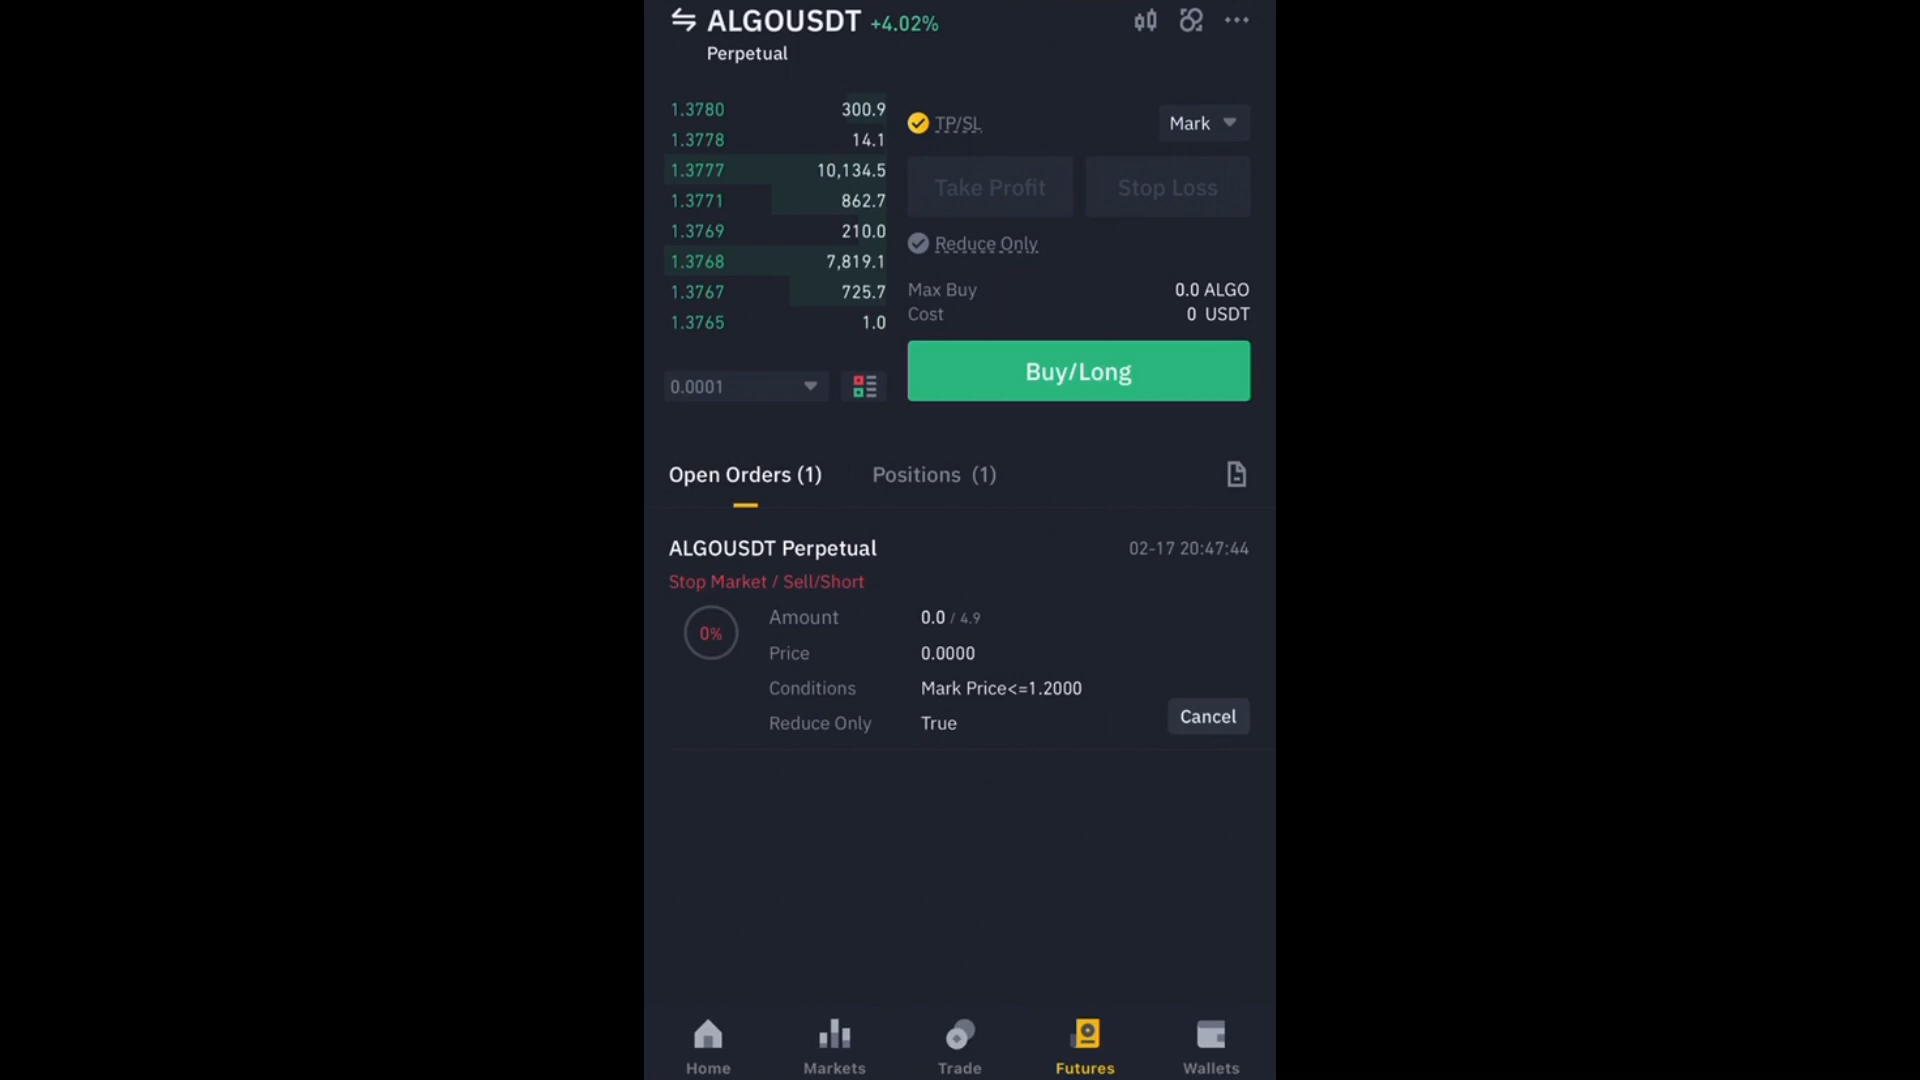 ALGOUSDT +4.02%
Perpetual
1.3780 300.9
1.3778 14.1
1.3777 10,134.5
1.3771 862.7
1.3769 210.0
1.3768 7,819.1
1.3767 725.7
1.3765 1.0
0.0001
TP/SL Mark
Take Profit Stop Loss
Reduce Only
Max Buy 0.0 ALGO
Cost 0 USDT
Buy/Long
Open Orders (1) Positions (1)
ALGOUSDT Perpetual 02-17 20:47:44
Stop Market / Sell/Short
0%
Amount 0.0 / 4.9
Price 0.0000
Conditions Mark Price<=1.2000
Reduce Only True
Cancel
Home Markets Trade Futures Wallets